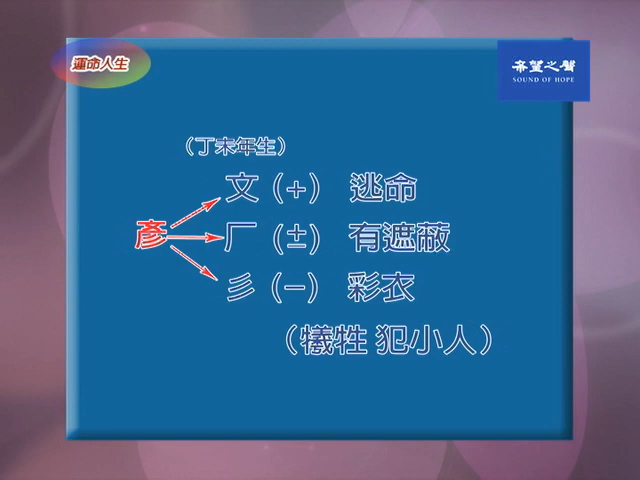 運命人生
希望之聲
SOUND OF HOPE
（丁未年生）
文（+） 逃命
彥 厂（±） 有遮蔽
彡（−） 彩衣
（犧牲 犯小人）